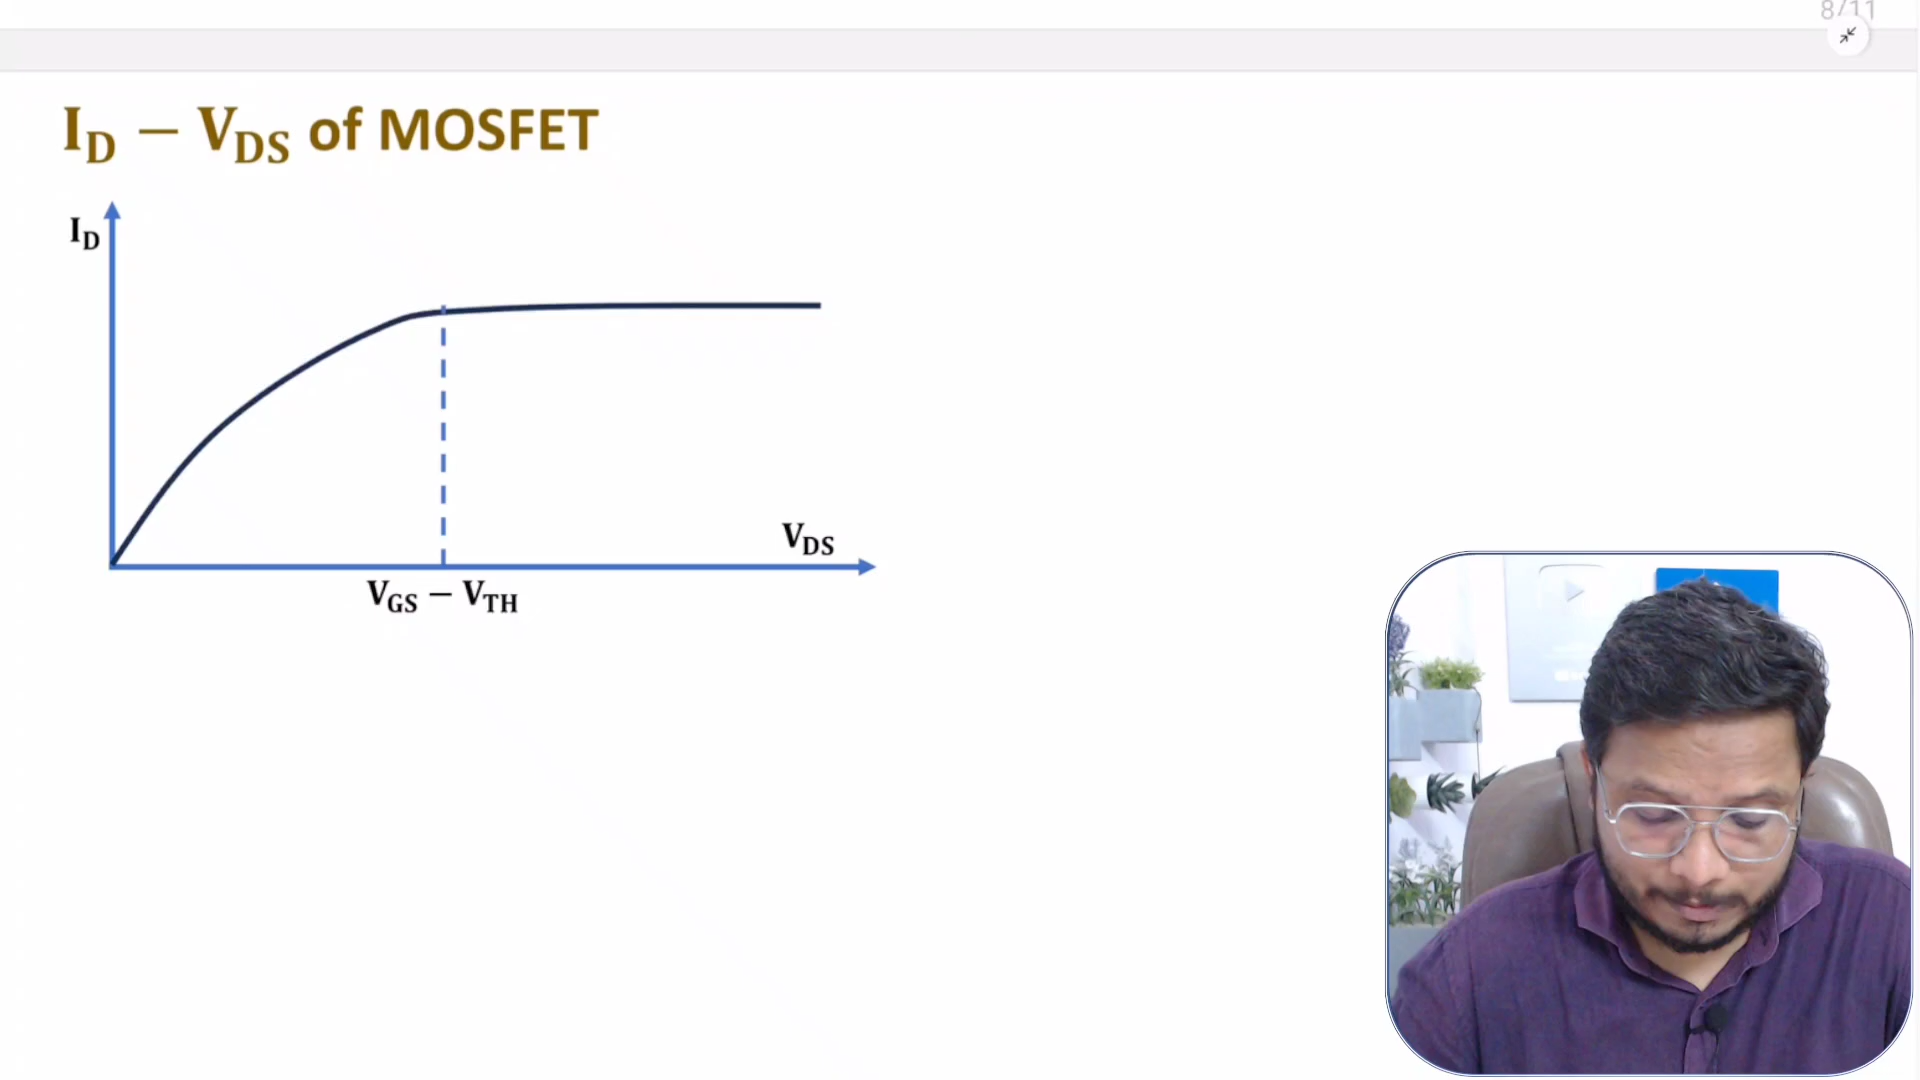 8/11
I_D − V_DS of MOSFET
I_D
V_DS
V_GS − V_TH